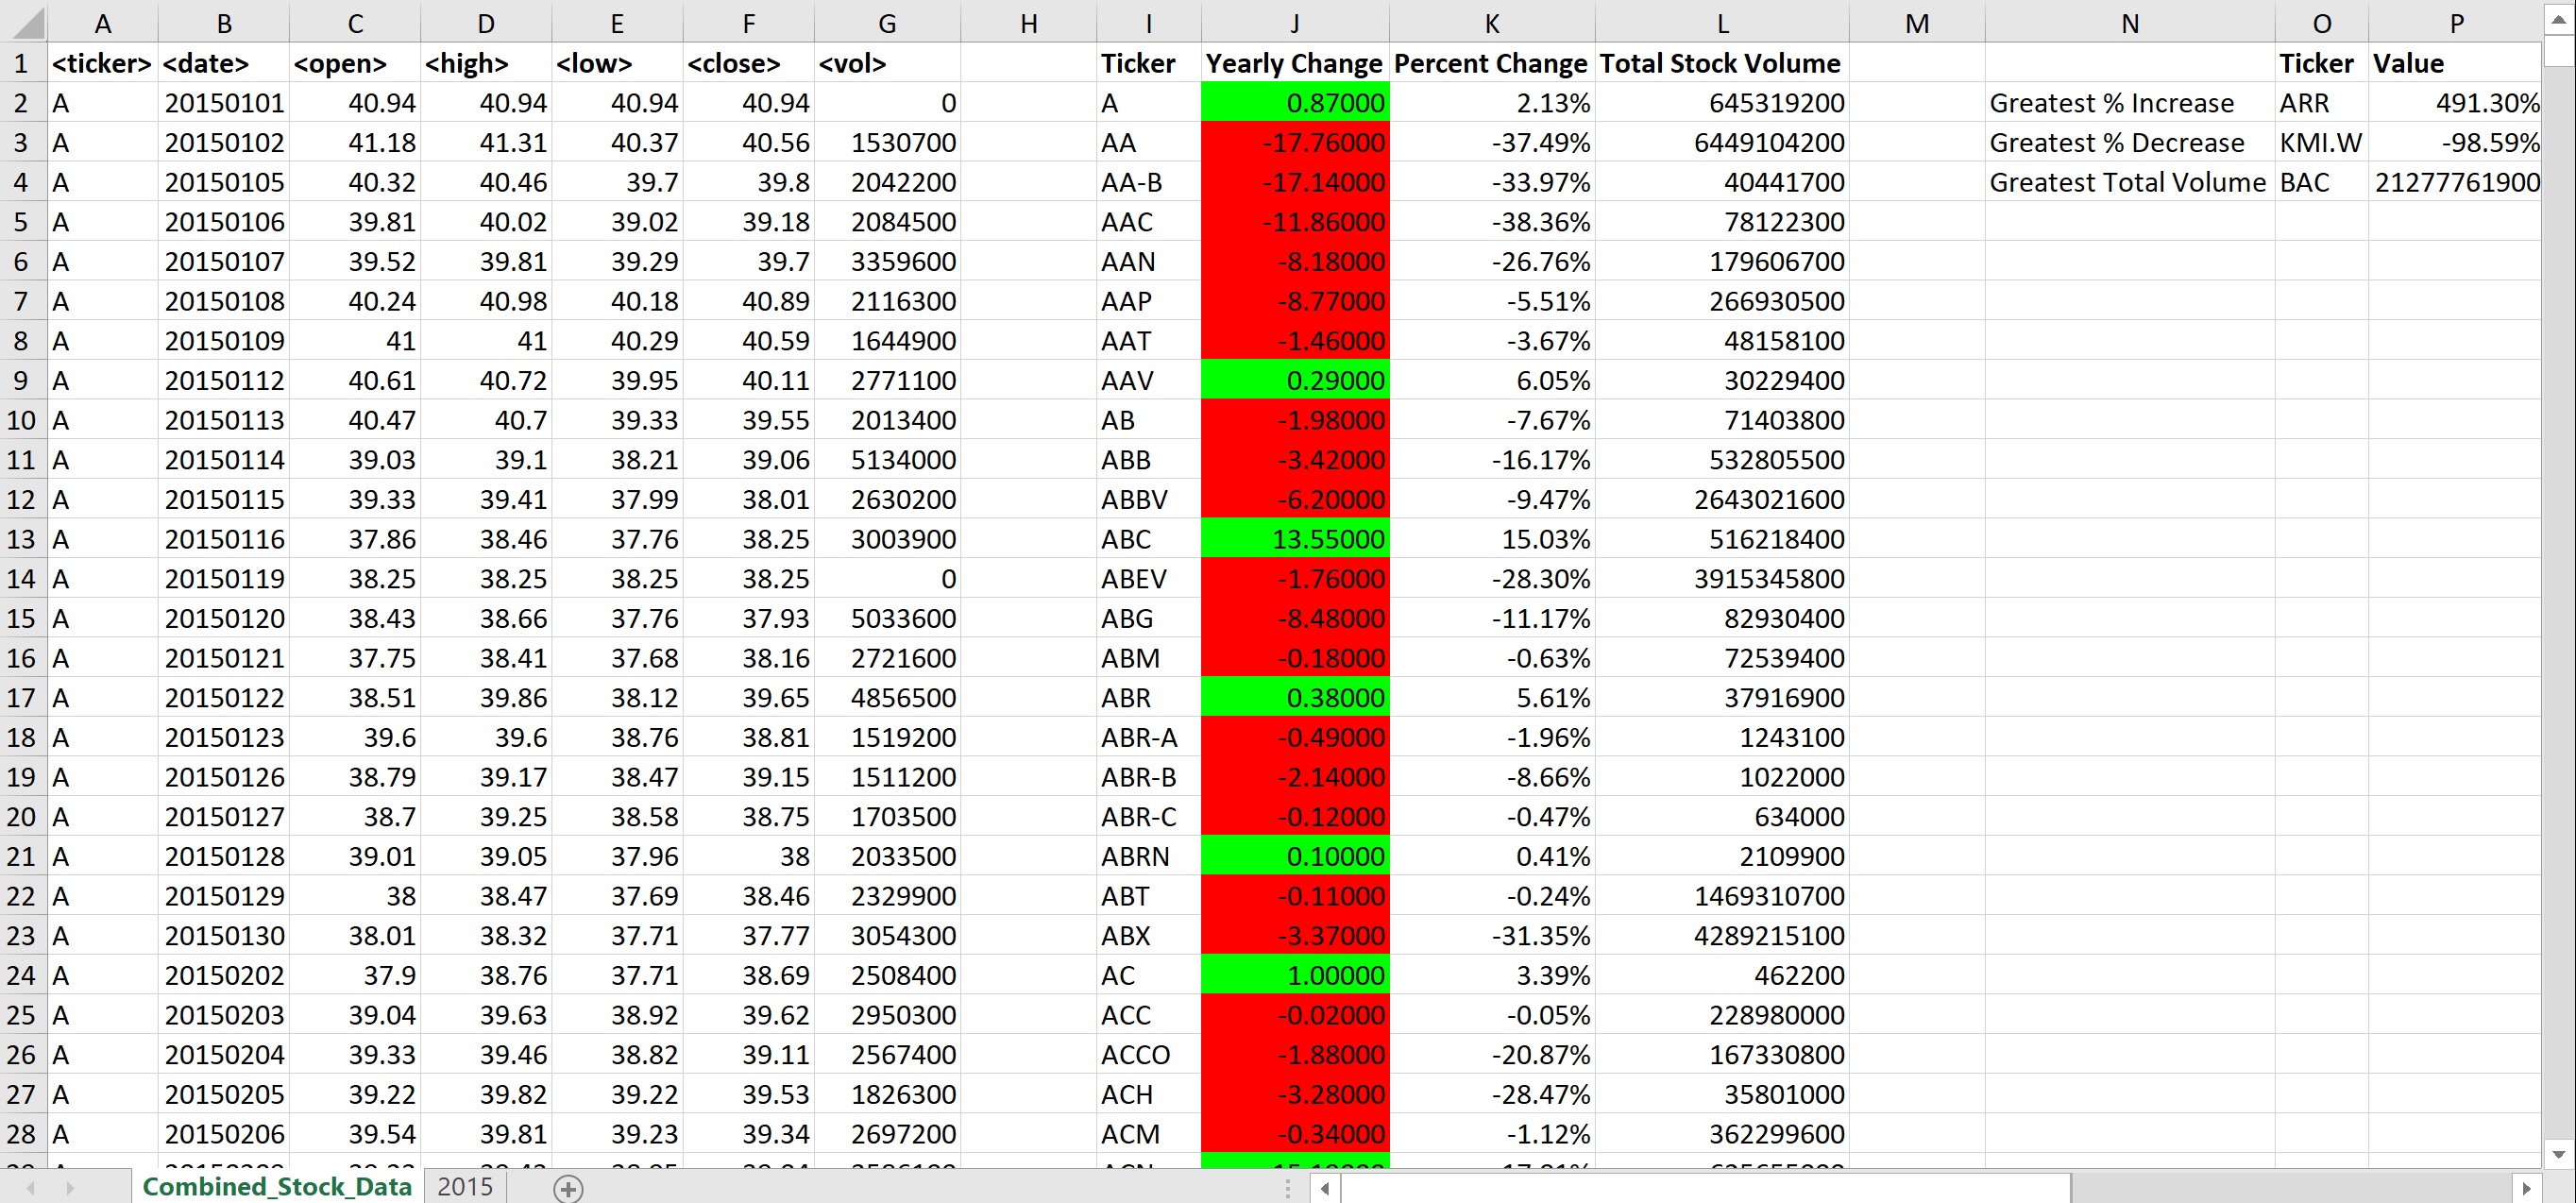 A B C D E F G H I J K L M N O P
1 <ticker> <date> <open> <high> <low> <close> <vol> Ticker Yearly Change Percent Change Total Stock Volume Ticker Value
2 A 20150101 40.94 40.94 40.94 40.94 0 A 0.87000 2.13% 645319200 Greatest % Increase ARR 491.30%
3 A 20150102 41.18 41.31 40.37 40.56 1530700 AA -17.76000 -37.49% 6449104200 Greatest % Decrease KMI.W -98.59%
4 A 20150105 40.32 40.46 39.7 39.8 2042200 AA-B -17.14000 -33.97% 40441700 Greatest Total Volume BAC 21277761900
5 A 20150106 39.81 40.02 39.02 39.18 2084500 AAC -11.86000 -38.36% 78122300
6 A 20150107 39.52 39.81 39.29 39.7 3359600 AAN -8.18000 -26.76% 179606700
7 A 20150108 40.24 40.98 40.18 40.89 2116300 AAP -8.77000 -5.51% 266930500
8 A 20150109 41 41 40.29 40.59 1644900 AAT -1.46000 -3.67% 48158100
9 A 20150112 40.61 40.72 39.95 40.11 2771100 AAV 0.29000 6.05% 30229400
10 A 20150113 40.47 40.7 39.33 39.55 2013400 AB -1.98000 -7.67% 71403800
11 A 20150114 39.03 39.1 38.21 39.06 5134000 ABB -3.42000 -16.17% 532805500
12 A 20150115 39.33 39.41 37.99 38.01 2630200 ABBV -6.20000 -9.47% 2643021600
13 A 20150116 37.86 38.46 37.76 38.25 3003900 ABC 13.55000 15.03% 516218400
14 A 20150119 38.25 38.25 38.25 38.25 0 ABEV -1.76000 -28.30% 3915345800
15 A 20150120 38.43 38.66 37.76 37.93 5033600 ABG -8.48000 -11.17% 82930400
16 A 20150121 37.75 38.41 37.68 38.16 2721600 ABM -0.18000 -0.63% 72539400
17 A 20150122 38.51 39.86 38.12 39.65 4856500 ABR 0.38000 5.61% 37916900
18 A 20150123 39.6 39.6 38.76 38.81 1519200 ABR-A -0.49000 -1.96% 1243100
19 A 20150126 38.79 39.17 38.47 39.15 1511200 ABR-B -2.14000 -8.66% 1022000
20 A 20150127 38.7 39.25 38.58 38.75 1703500 ABR-C -0.12000 -0.47% 634000
21 A 20150128 39.01 39.05 37.96 38 2033500 ABRN 0.10000 0.41% 2109900
22 A 20150129 38 38.47 37.69 38.46 2329900 ABT -0.11000 -0.24% 1469310700
23 A 20150130 38.01 38.32 37.71 37.77 3054300 ABX -3.37000 -31.35% 4289215100
24 A 20150202 37.9 38.76 37.71 38.69 2508400 AC 1.00000 3.39% 462200
25 A 20150203 39.04 39.63 38.92 39.62 2950300 ACC -0.02000 -0.05% 228980000
26 A 20150204 39.33 39.46 38.82 39.11 2567400 ACCO -1.88000 -20.87% 167330800
27 A 20150205 39.22 39.82 39.22 39.53 1826300 ACH -3.28000 -28.47% 35801000
28 A 20150206 39.54 39.81 39.23 39.34 2697200 ACM -0.34000 -1.12% 362299600
Combined_Stock_Data 2015